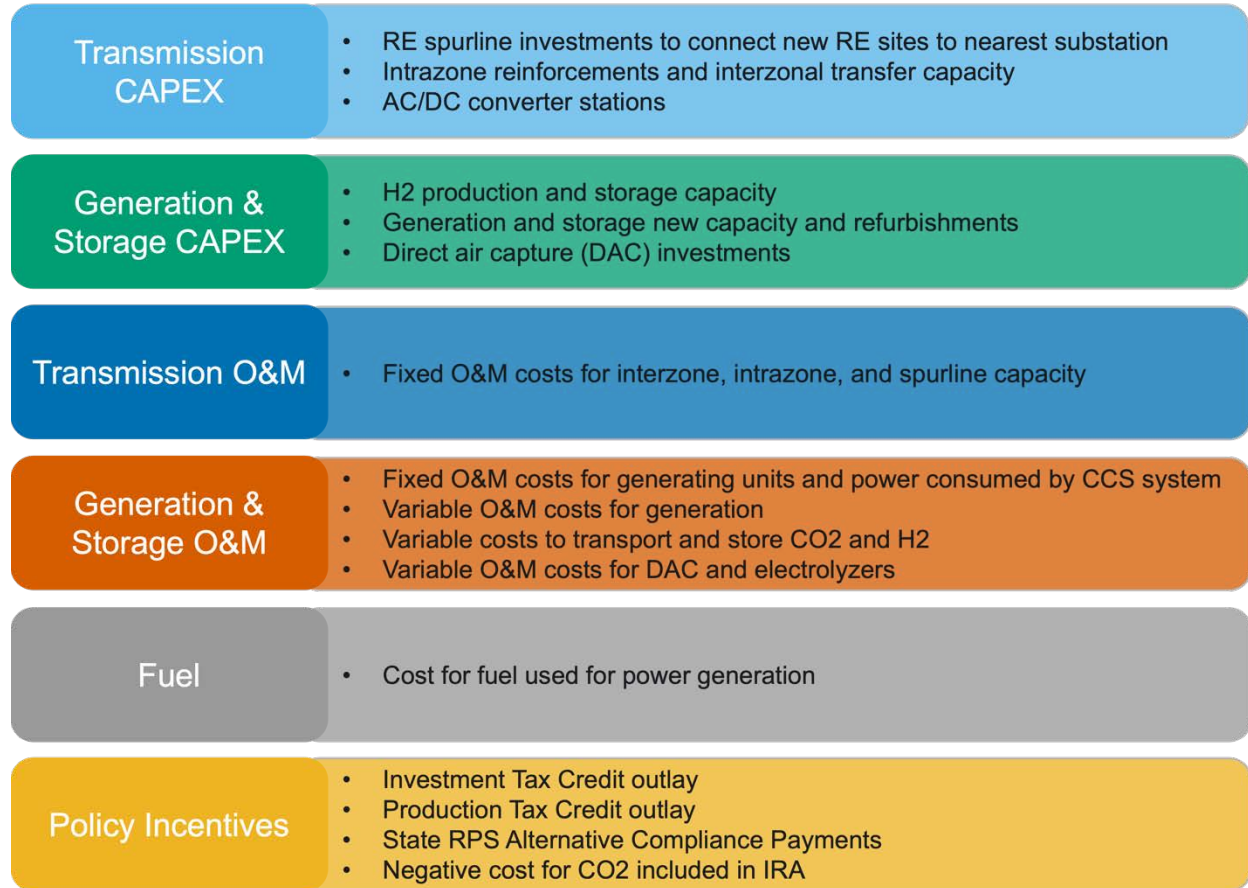 Transmission
CAPEX
• RE spurline investments to connect new RE sites to nearest substation
• Intrazone reinforcements and interzonal transfer capacity
• AC/DC converter stations
Generation &
Storage CAPEX
• H2 production and storage capacity
• Generation and storage new capacity and refurbishments
• Direct air capture (DAC) investments
Transmission O&M
• Fixed O&M costs for interzone, intrazone, and spurline capacity
Generation &
Storage O&M
• Fixed O&M costs for generating units and power consumed by CCS system
• Variable O&M costs for generation
• Variable costs to transport and store CO2 and H2
• Variable O&M costs for DAC and electrolyzers
Fuel
• Cost for fuel used for power generation
Policy Incentives
• Investment Tax Credit outlay
• Production Tax Credit outlay
• State RPS Alternative Compliance Payments
• Negative cost for CO2 included in IRA